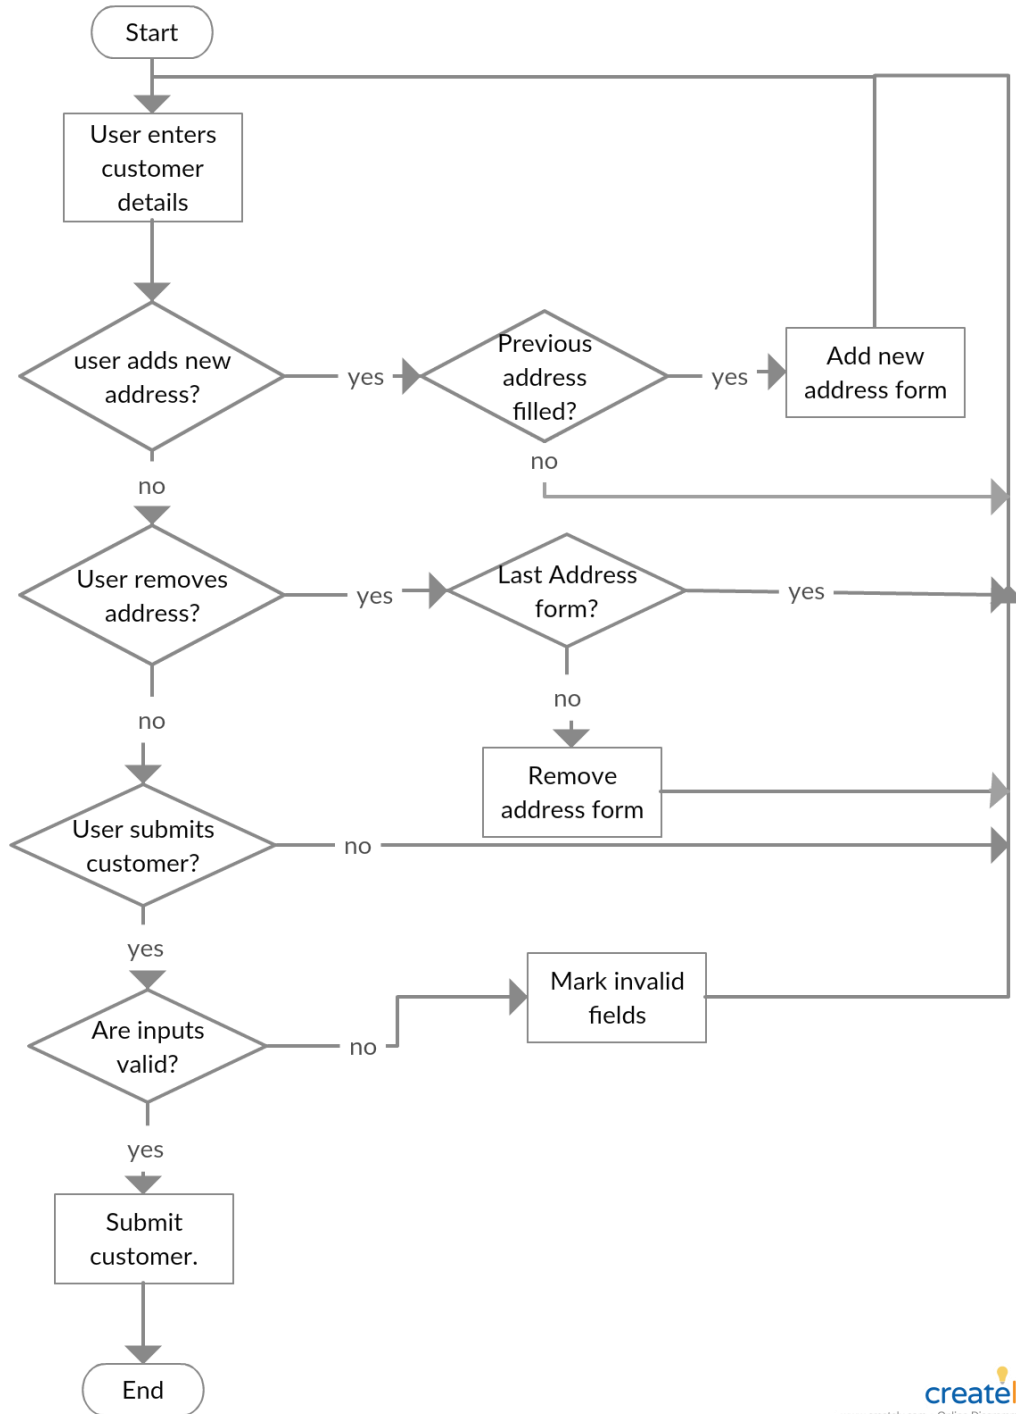 Start
User enters
customer
details
user adds new
address?
yes
Previous
address
filled?
yes
Add new
address form
no
no
User removes
address?
yes
Last Address
form?
yes
no
no
Remove
address form
User submits
customer?
no
yes
Mark invalid
fields
Are inputs
valid?
no
yes
Submit
customer.
End
create